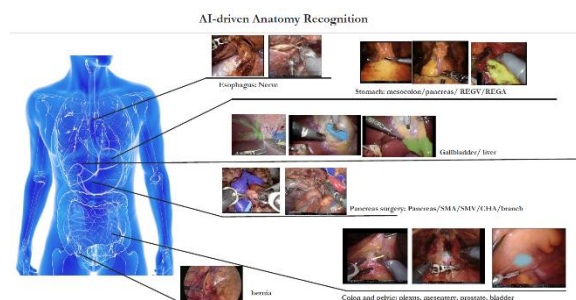 AI-driven Anatomy Recognition
Esophagus: Nerve
Stomach: mesocolon/pancreas/ REGV/REGA
Gallbladder/ liver
Pancreas surgery: Pancreas/SMA/SMV/CHA/branch
hernia
Colon and pelvic: plexus, mesentery, prostate, bladder